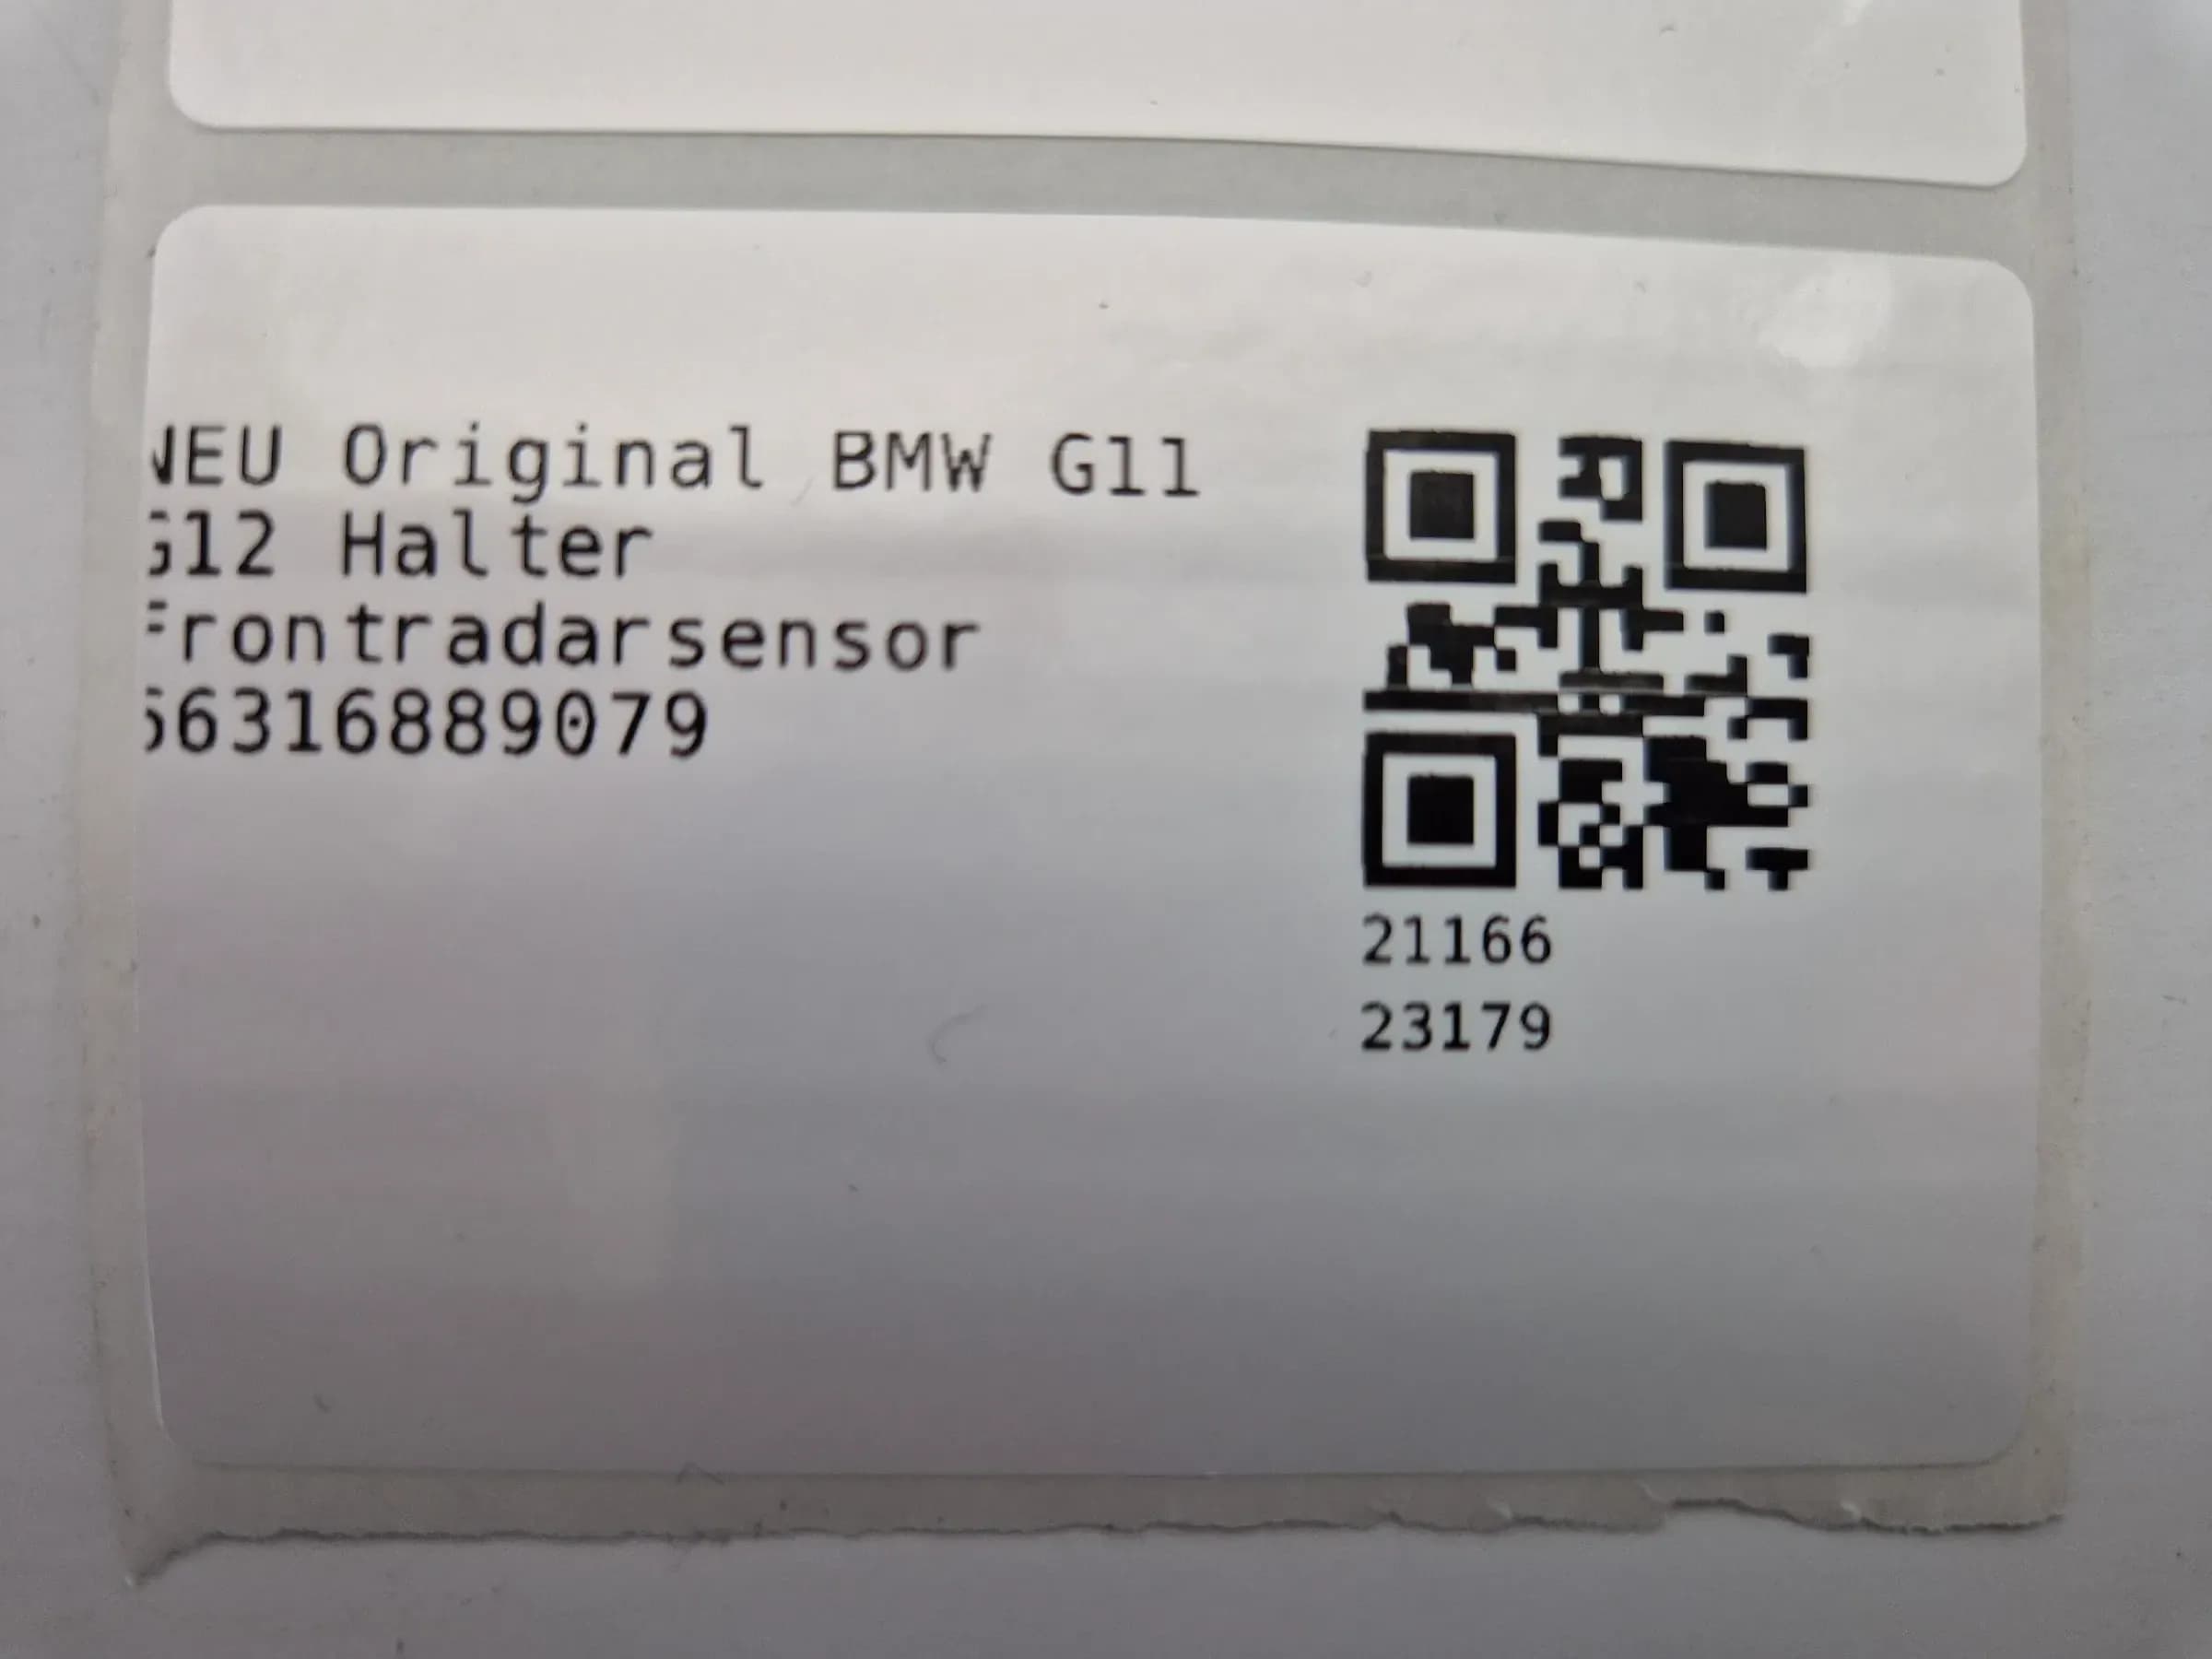 NEU Original BMW G11
G12 Halter
Frontradarsensor
66316889079
21166
23179